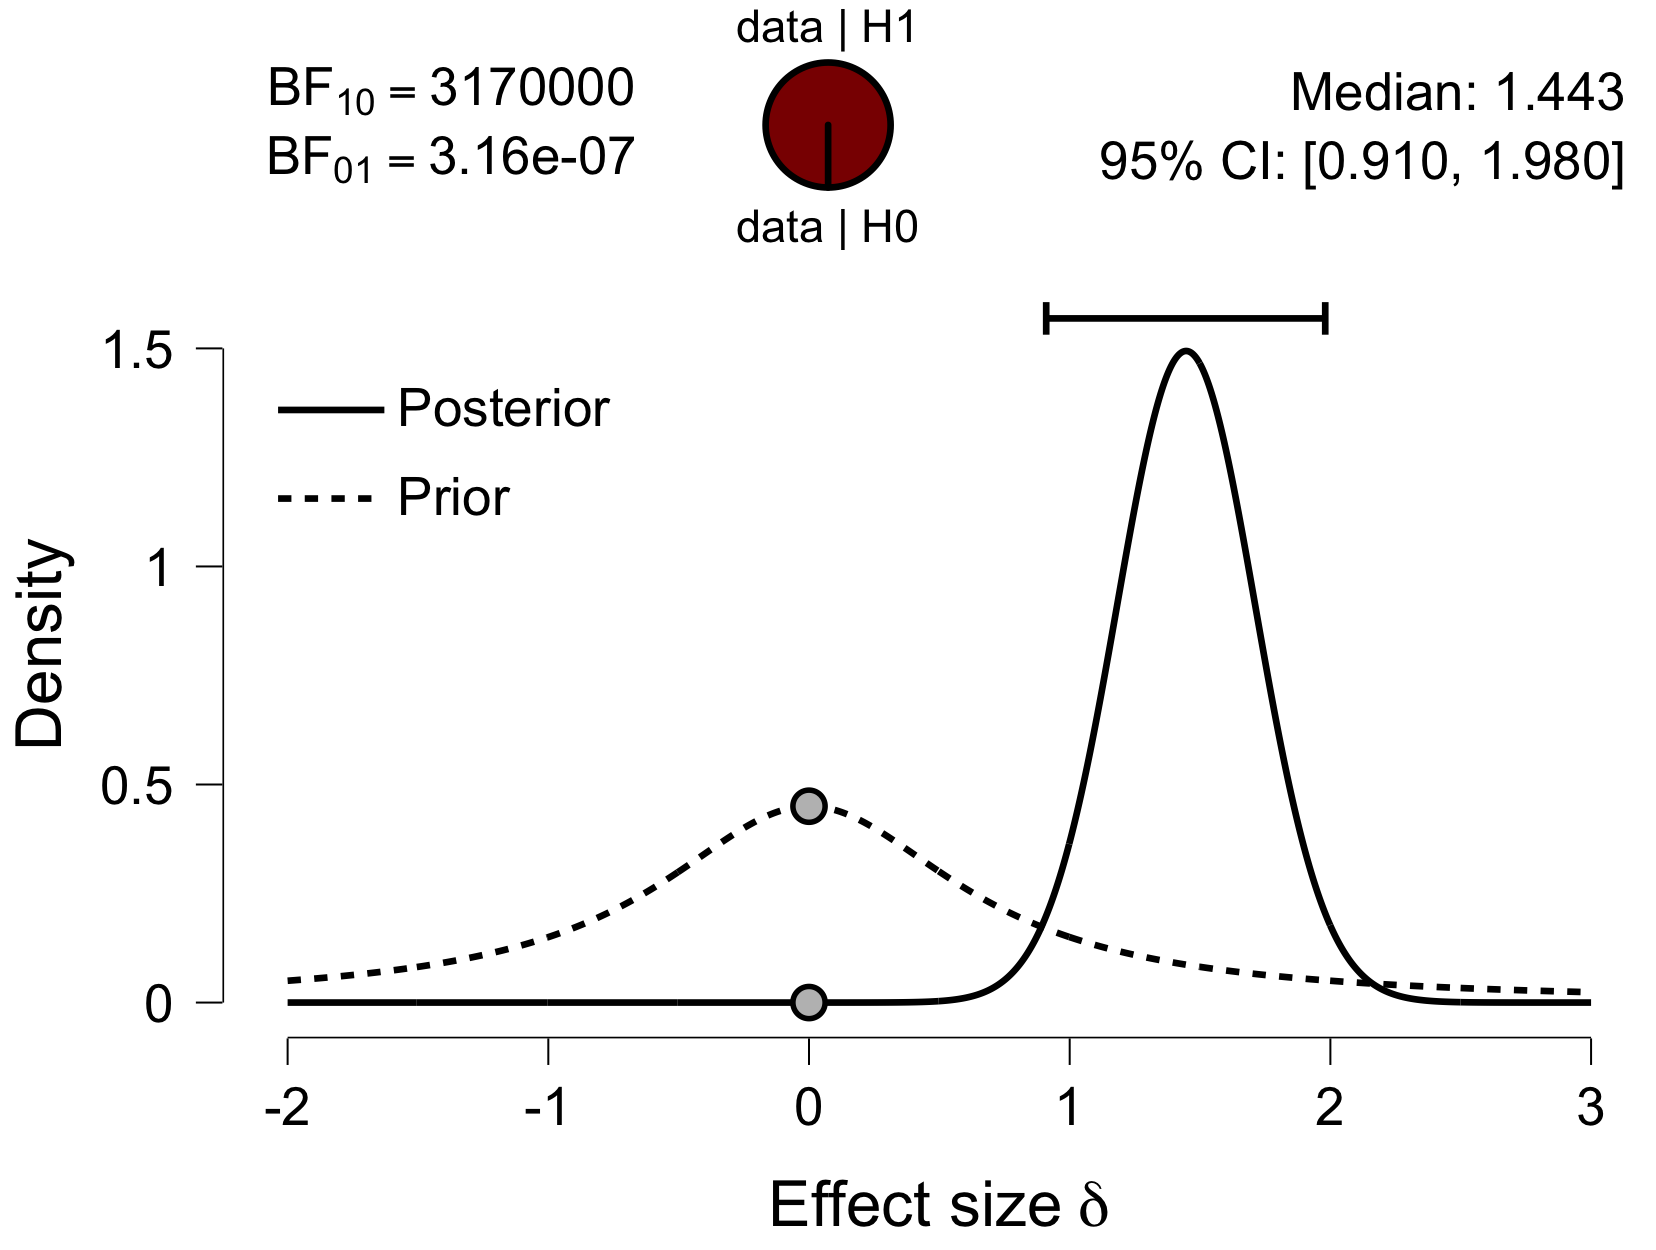 data | H1
BF10 = 3170000
BF01 = 3.16e-07
Median: 1.443
95% CI: [0.910, 1.980]
data | H0
1.5
1
0.5
0
Density
Posterior
Prior
-2 -1 0 1 2 3
Effect size δ